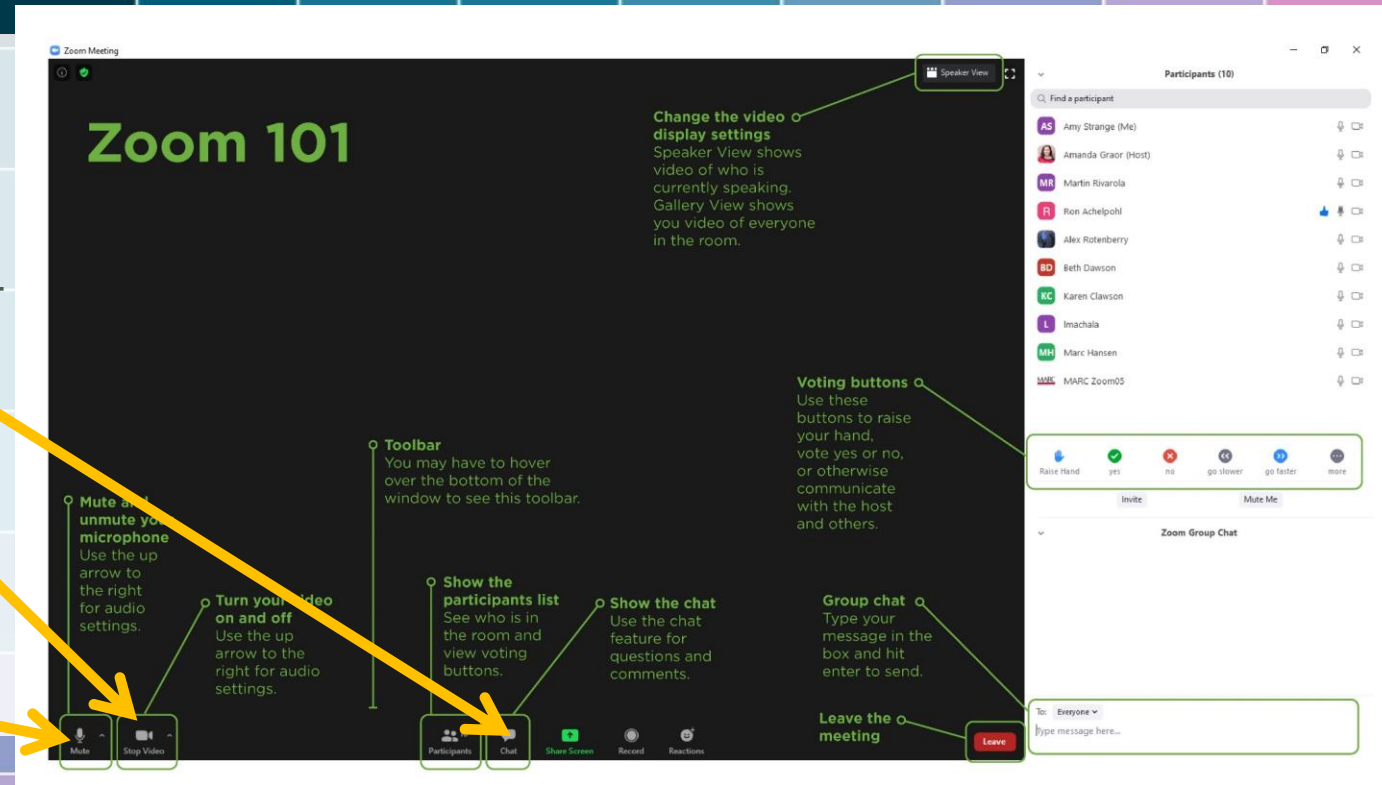 Zoom Meeting
Speaker View
Zoom 101
Change the video
display settings
Speaker View shows
video of who is
currently speaking.
Gallery View shows
you video of everyone
in the room.
Voting buttons
Use these
buttons to raise
your hand,
vote yes or no,
or otherwise
communicate
with the host
and others.
Toolbar
You may have to hover
over the bottom of the
window to see this toolbar.
Mute and
unmute your
microphone
Use the up
arrow to
the right
for audio
settings.
Turn your video
on and off
Use the up
arrow to the
right for audio
settings.
Show the
participants list
See who is in
the room and
view voting
buttons.
Show the chat
Use the chat
feature for
questions and
comments.
Group chat
Type your
message in the
box and hit
enter to send.
Leave the
meeting
Mute
Stop Video
Participants
Chat
Share Screen
Record
Reactions
Leave
Participants (10)
Find a participant
AS Amy Strange (Me)
Amanda Graor (Host)
MR Martin Rivarola
R Ron Achelpohl
Alex Rotenberry
BD Beth Dawson
KC Karen Clawson
L lmachala
MH Marc Hansen
MARC MARC Zoom05
Raise Hand yes no go slower go faster more
Invite Mute Me
Zoom Group Chat
To: Everyone
Type message here...